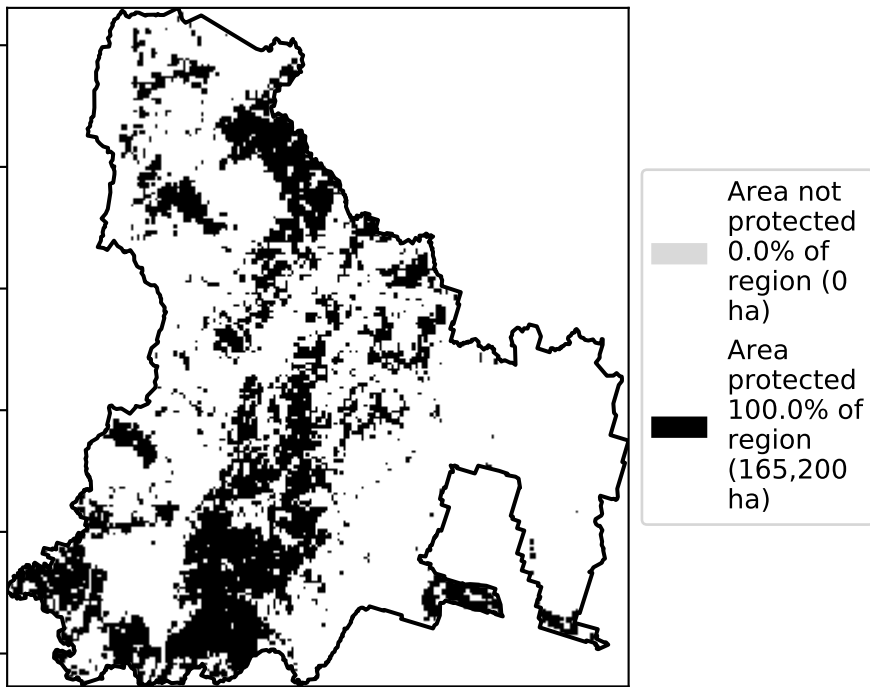 Area not
protected
0.0% of
region (0
ha)
Area
protected
100.0% of
region
(165,200
ha)